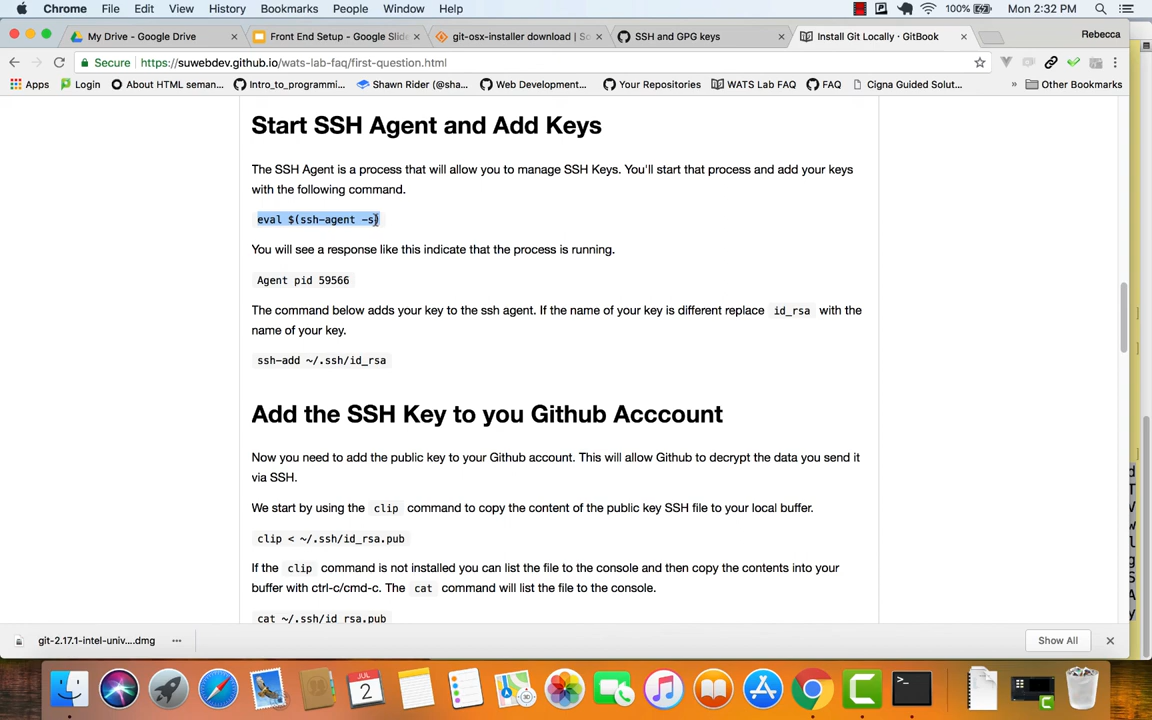 Chrome File Edit View History Bookmarks People Window Help 100% Mon 2:32 PM
My Drive - Google Drive Front End Setup - Google Slide git-osx-installer download | So SSH and GPG keys Install Git Locally · GitBook Rebecca
Secure https://suwebdev.github.io/wats-lab-faq/first-question.html
Apps Login About HTML seman... Intro_to_programmi... Shawn Rider (@sha... Web Development... Your Repositories WATS Lab FAQ FAQ Cigna Guided Solut... » Other Bookmarks
Start SSH Agent and Add Keys
The SSH Agent is a process that will allow you to manage SSH Keys. You'll start that process and add your keys
with the following command.
eval $(ssh-agent -s)
You will see a response like this indicate that the process is running.
Agent pid 59566
The command below adds your key to the ssh agent. If the name of your key is different replace id_rsa with the
name of your key.
ssh-add ~/.ssh/id_rsa
Add the SSH Key to you Github Acccount
Now you need to add the public key to your Github account. This will allow Github to decrypt the data you send it
via SSH.
We start by using the clip command to copy the content of the public key SSH file to your local buffer.
clip < ~/.ssh/id_rsa.pub
If the clip command is not installed you can list the file to the console and then copy the contents into your
buffer with ctrl-c/cmd-c. The cat command will list the file to the console.
cat ~/.ssh/id_rsa.pub
git-2.17.1-intel-univ....dmg Show All
JUL
2